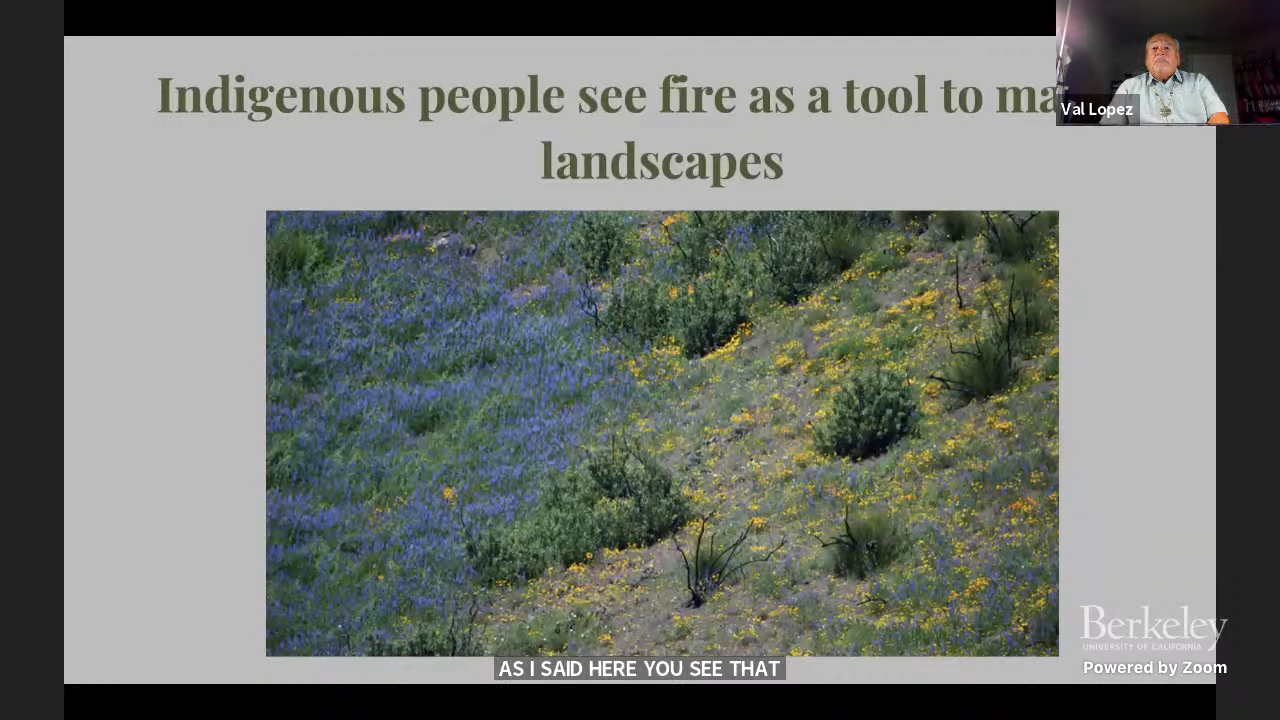 Indigenous people see fire as a tool to ma
landscapes
Val Lopez
Berkeley
UNIVERSITY OF CALIFORNIA
Powered by Zoom
AS I SAID HERE YOU SEE THAT